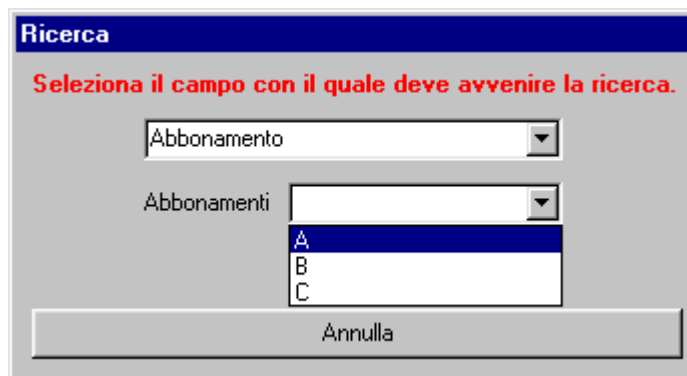 Ricerca
Seleziona il campo con il quale deve avvenire la ricerca.
Abbonamento
Abbonamenti
A
B
C
Annulla